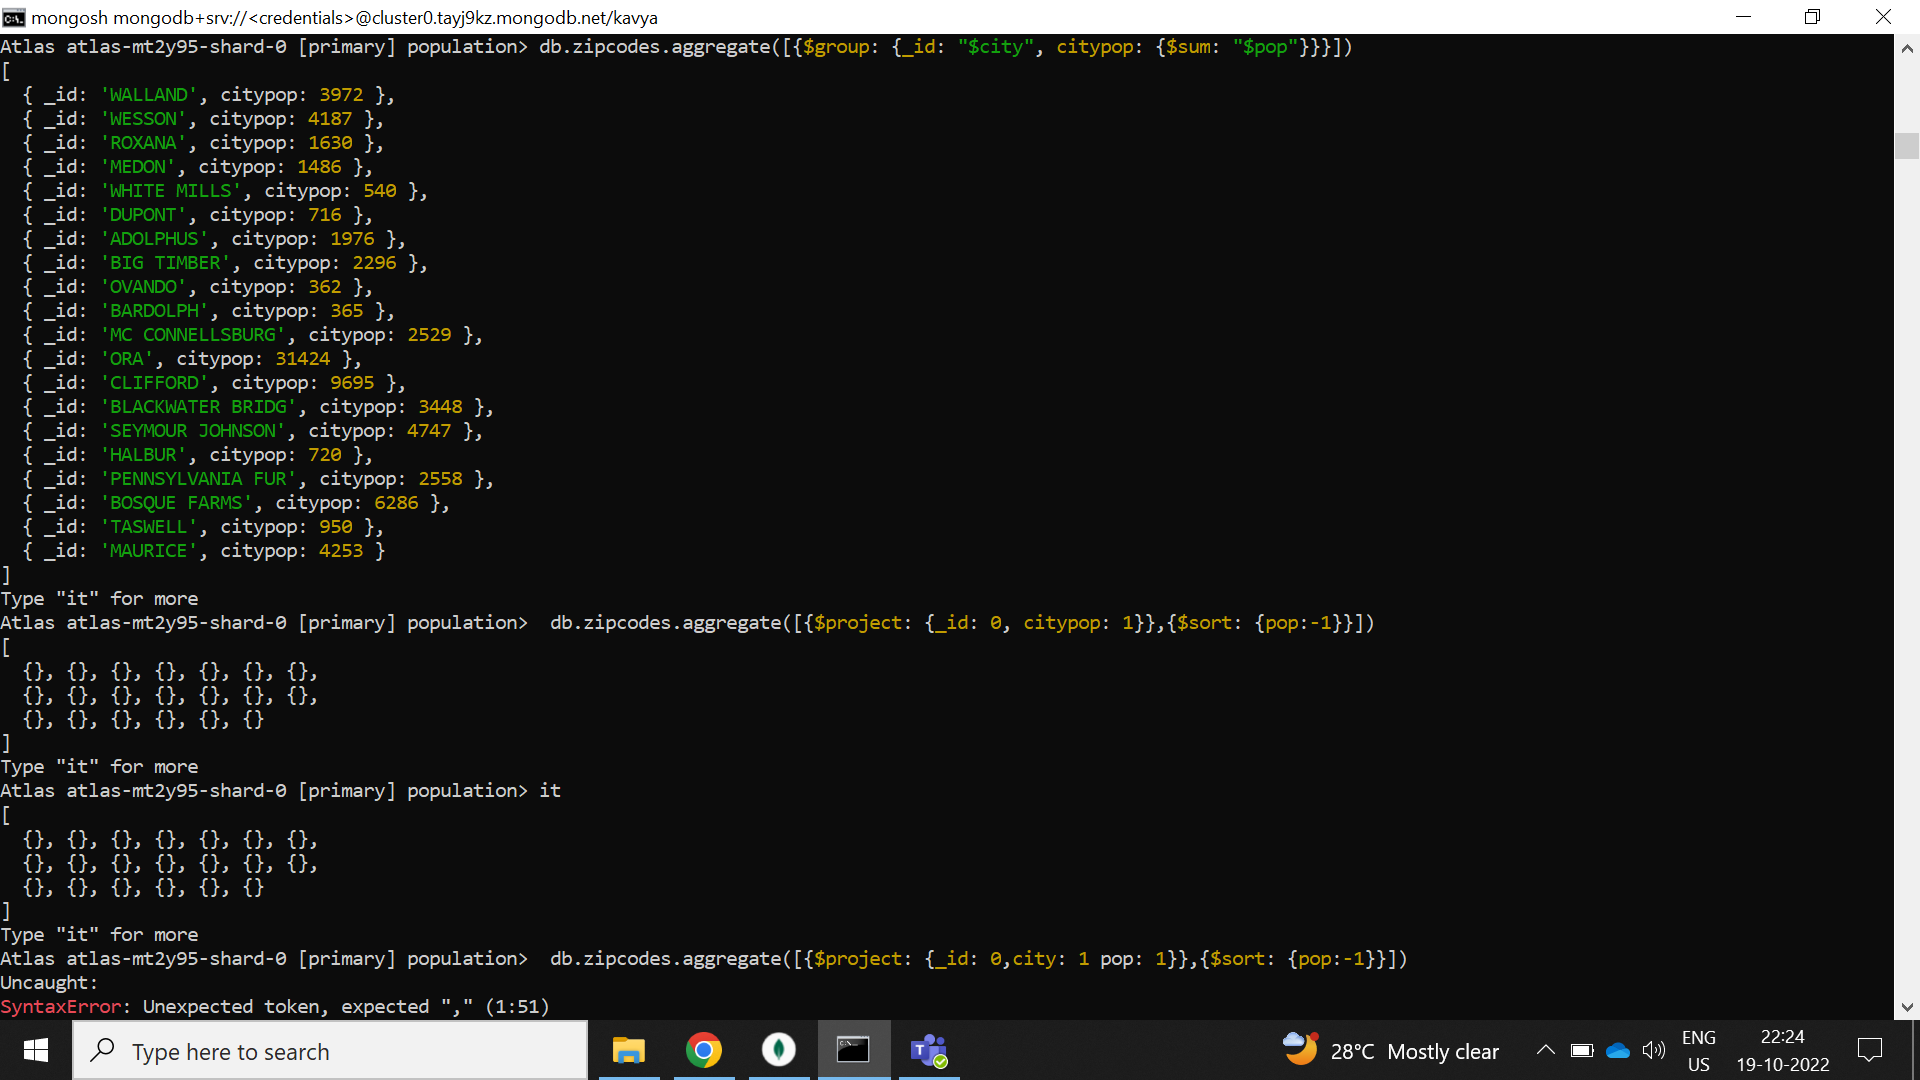 mongosh mongodb+srv://<credentials>@cluster0.tayj9kz.mongodb.net/kavya
Atlas atlas-mt2y95-shard-0 [primary] population> db.zipcodes.aggregate([{$group: {_id: "$city", citypop: {$sum: "$pop"}}}])
[
  { _id: 'WALLAND', citypop: 3972 },
  { _id: 'WESSON', citypop: 4187 },
  { _id: 'ROXANA', citypop: 1630 },
  { _id: 'MEDON', citypop: 1486 },
  { _id: 'WHITE MILLS', citypop: 540 },
  { _id: 'DUPONT', citypop: 716 },
  { _id: 'ADOLPHUS', citypop: 1976 },
  { _id: 'BIG TIMBER', citypop: 2296 },
  { _id: 'OVANDO', citypop: 362 },
  { _id: 'BARDOLPH', citypop: 365 },
  { _id: 'MC CONNELLSBURG', citypop: 2529 },
  { _id: 'ORA', citypop: 31424 },
  { _id: 'CLIFFORD', citypop: 9695 },
  { _id: 'BLACKWATER BRIDG', citypop: 3448 },
  { _id: 'SEYMOUR JOHNSON', citypop: 4747 },
  { _id: 'HALBUR', citypop: 720 },
  { _id: 'PENNSYLVANIA FUR', citypop: 2558 },
  { _id: 'BOSQUE FARMS', citypop: 6286 },
  { _id: 'TASWELL', citypop: 950 },
  { _id: 'MAURICE', citypop: 4253 }
]
Type "it" for more
Atlas atlas-mt2y95-shard-0 [primary] population>  db.zipcodes.aggregate([{$project: {_id: 0, citypop: 1}},{$sort: {pop:-1}}])
[
  {}, {}, {}, {}, {}, {}, {},
  {}, {}, {}, {}, {}, {}, {},
  {}, {}, {}, {}, {}, {}
]
Type "it" for more
Atlas atlas-mt2y95-shard-0 [primary] population> it
[
  {}, {}, {}, {}, {}, {}, {},
  {}, {}, {}, {}, {}, {}, {},
  {}, {}, {}, {}, {}, {}
]
Type "it" for more
Atlas atlas-mt2y95-shard-0 [primary] population>  db.zipcodes.aggregate([{$project: {_id: 0,city: 1 pop: 1}},{$sort: {pop:-1}}])
Uncaught:
SyntaxError: Unexpected token, expected "," (1:51)
Type here to search
28°C Mostly clear
ENG
US
22:24
19-10-2022